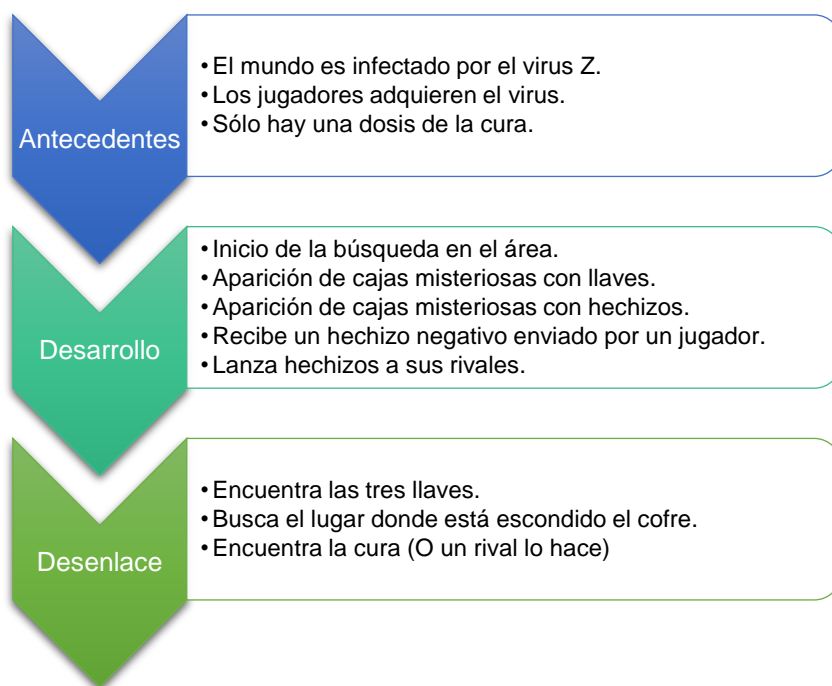 Antecedentes
• El mundo es infectado por el virus Z.
• Los jugadores adquieren el virus.
• Sólo hay una dosis de la cura.
Desarrollo
• Inicio de la búsqueda en el área.
• Aparición de cajas misteriosas con llaves.
• Aparición de cajas misteriosas con hechizos.
• Recibe un hechizo negativo enviado por un jugador.
• Lanza hechizos a sus rivales.
Desenlace
• Encuentra las tres llaves.
• Busca el lugar donde está escondido el cofre.
• Encuentra la cura (O un rival lo hace)